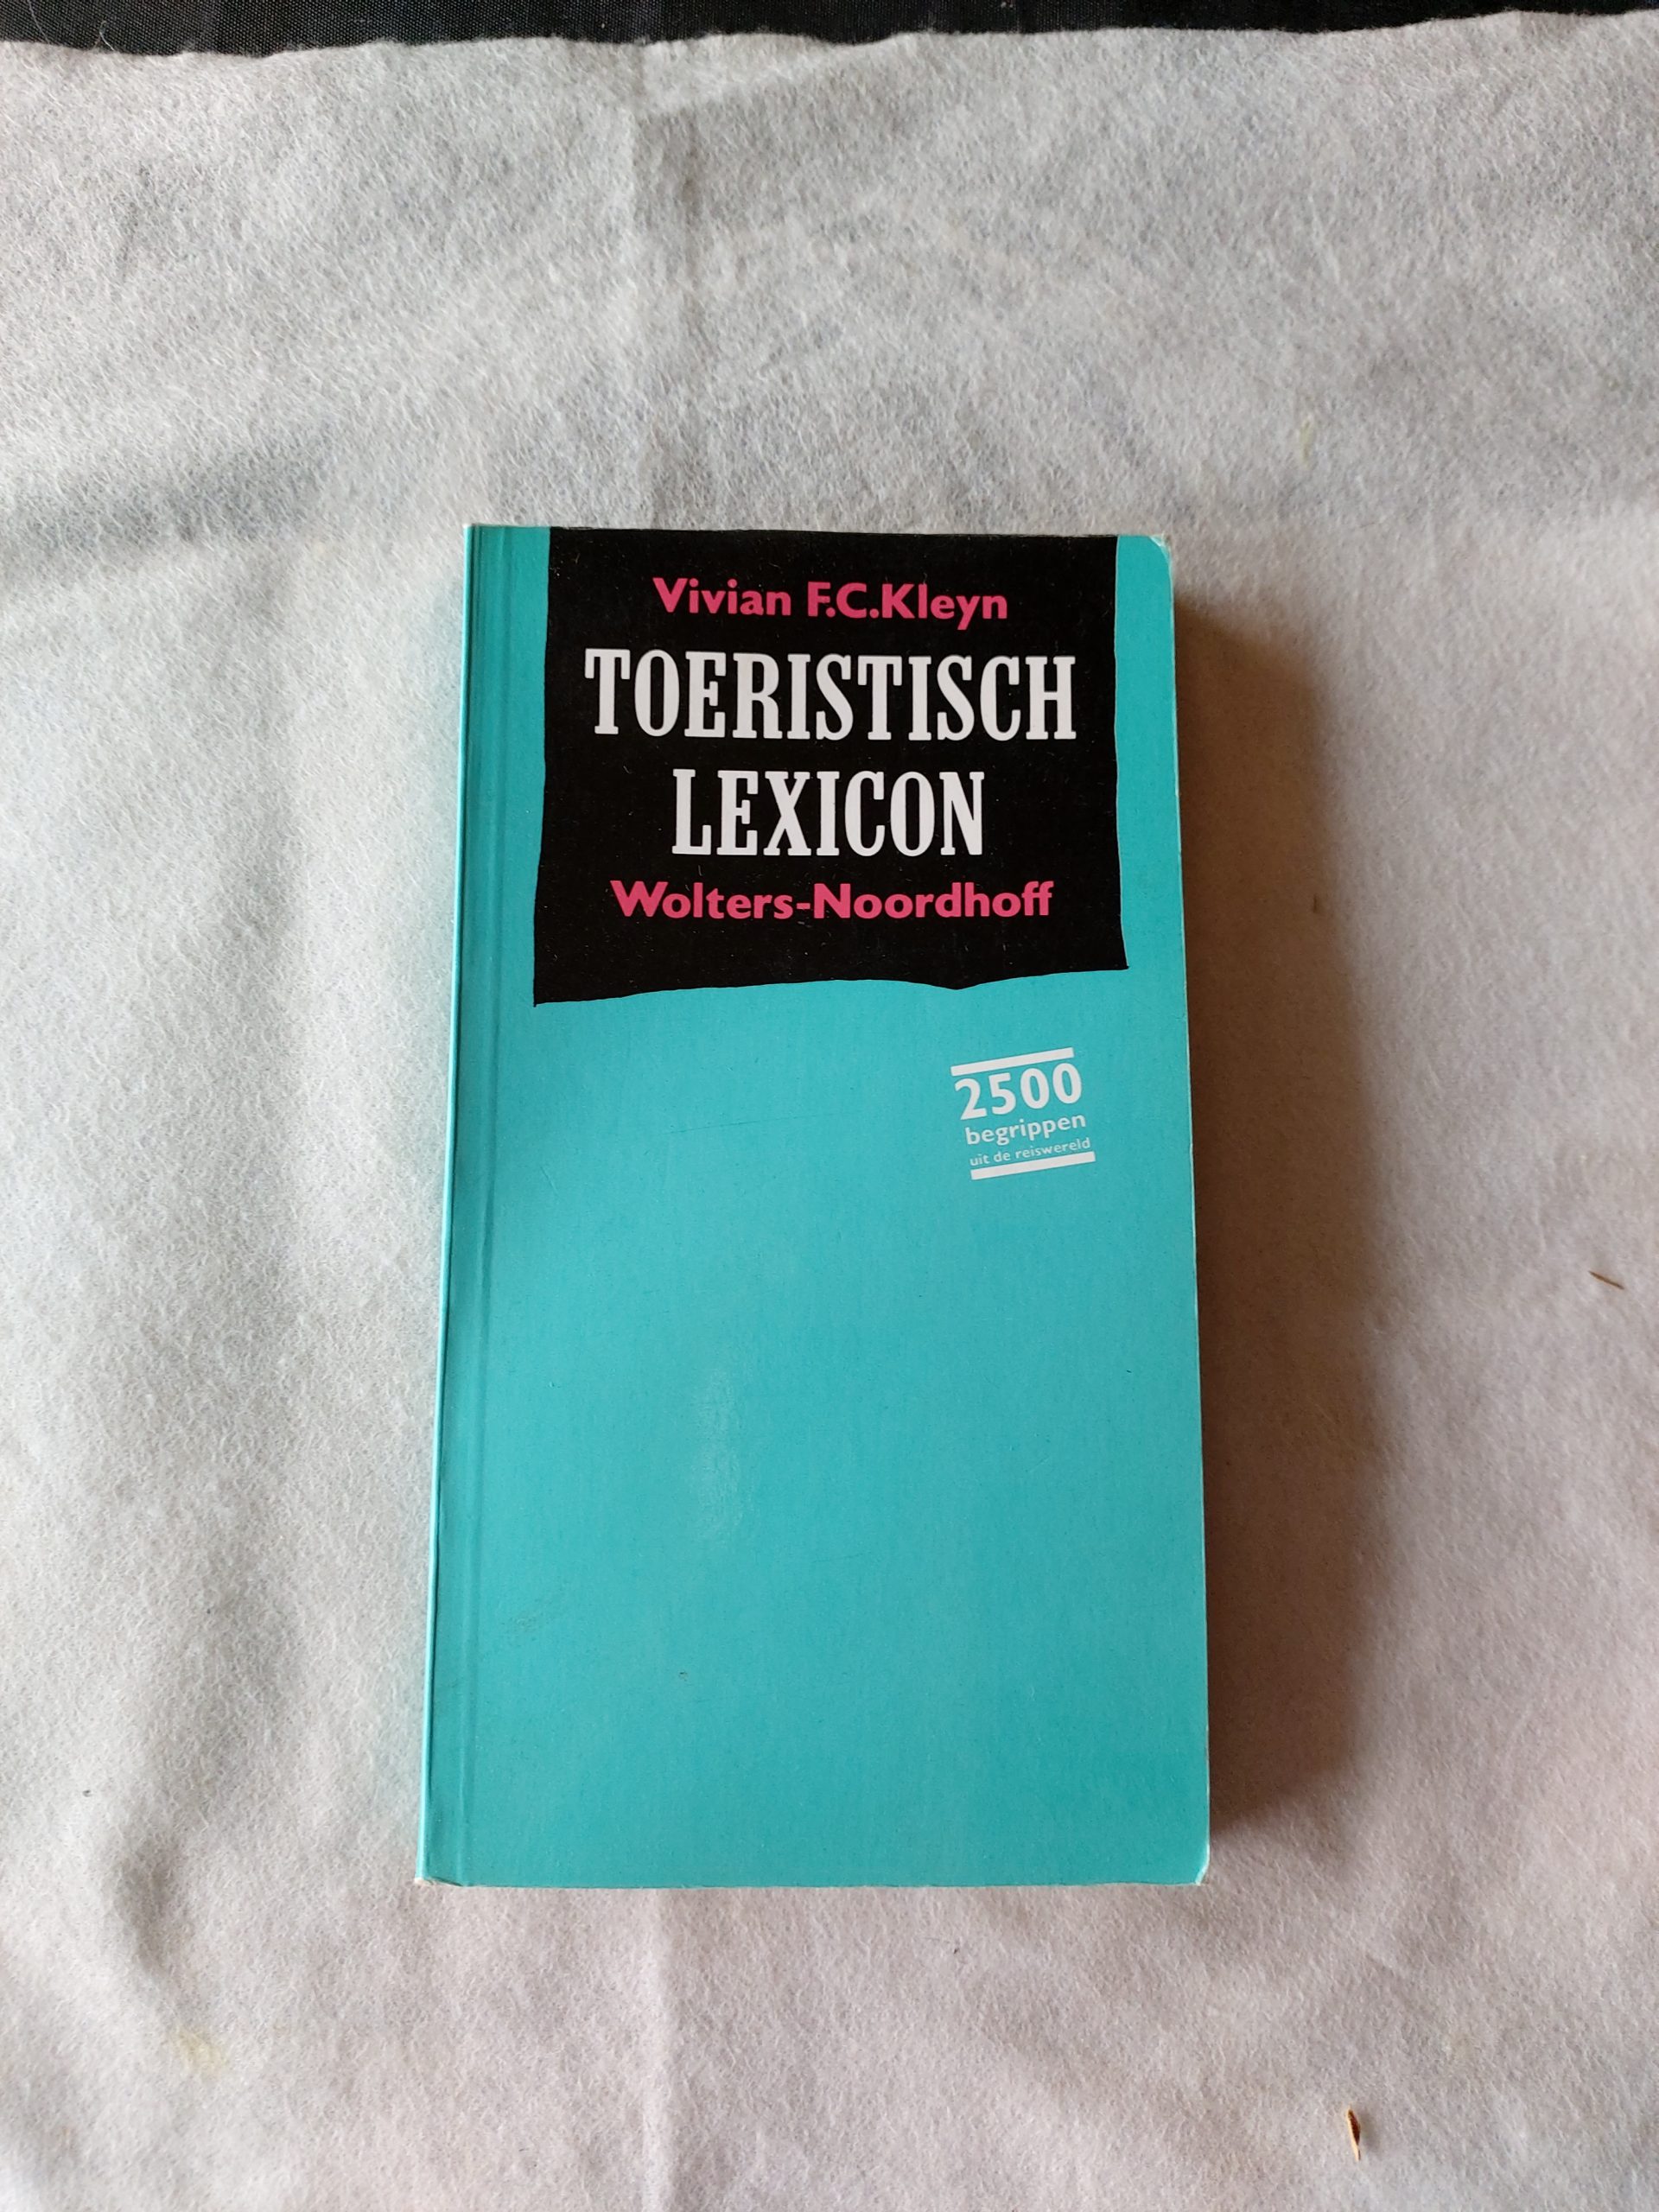 Vivian F.C.Kleyn
TOERISTISCH
LEXICON
Wolters-Noordhoff
2500
begrippen
uit de reiswereld